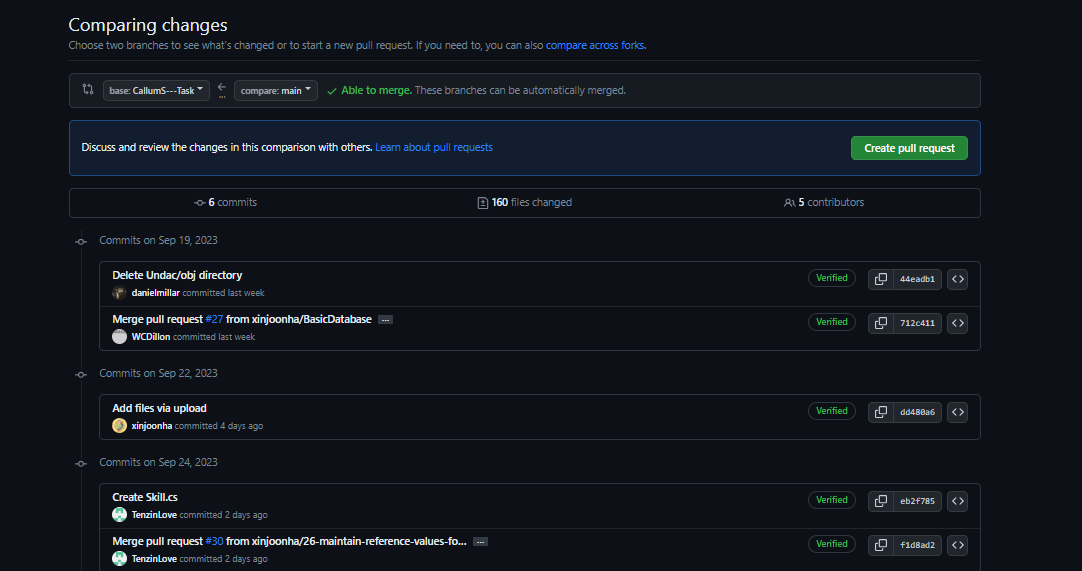 Comparing changes
Choose two branches to see what's changed or to start a new pull request. If you need to, you can also compare across forks.
base: CallumS---Task compare: main Able to merge. These branches can be automatically merged.
Discuss and review the changes in this comparison with others. Learn about pull requests Create pull request
6 commits 160 files changed 5 contributors
Commits on Sep 19, 2023
Delete Undac/obj directory Verified 44eadb1
danielmillar committed last week
Merge pull request #27 from xinjoonha/BasicDatabase ... Verified 712c411
WCDillon committed last week
Commits on Sep 22, 2023
Add files via upload Verified dd480a6
xinjoonha committed 4 days ago
Commits on Sep 24, 2023
Create Skill.cs Verified eb2f785
TenzinLove committed 2 days ago
Merge pull request #30 from xinjoonha/26-maintain-reference-values-fo... ... Verified f1d8ad2
TenzinLove committed 2 days ago